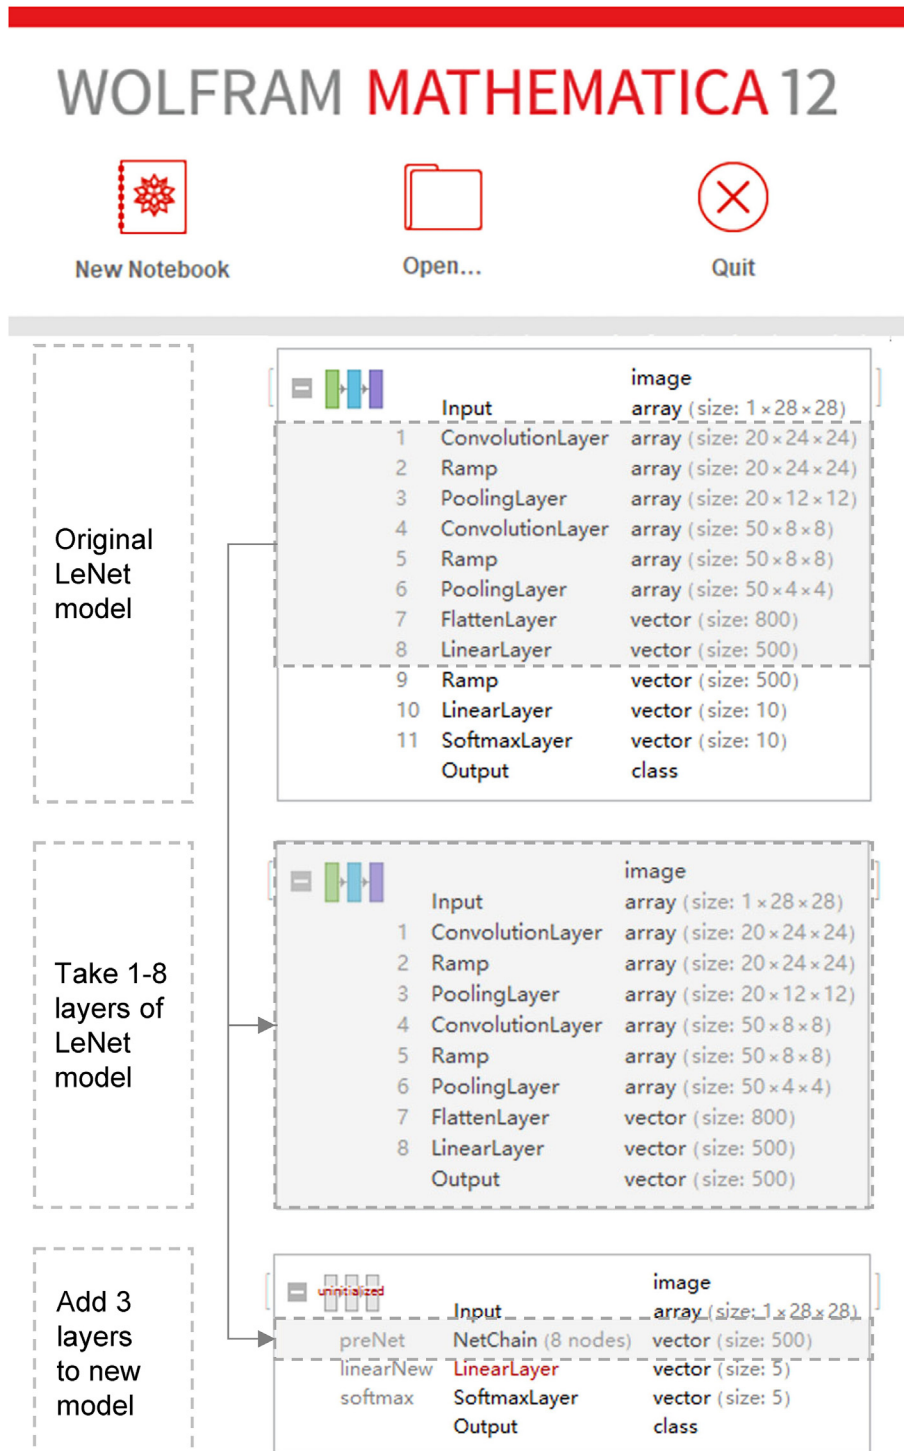 WOLFRAM MATHEMATICA 12
New Notebook
Open...
Quit
Original
LeNet
model
image
Input array (size: 1×28×28)
1 ConvolutionLayer array (size: 20×24×24)
2 Ramp array (size: 20×24×24)
3 PoolingLayer array (size: 20×12×12)
4 ConvolutionLayer array (size: 50×8×8)
5 Ramp array (size: 50×8×8)
6 PoolingLayer array (size: 50×4×4)
7 FlattenLayer vector (size: 800)
8 LinearLayer vector (size: 500)
9 Ramp vector (size: 500)
10 LinearLayer vector (size: 10)
11 SoftmaxLayer vector (size: 10)
Output class
Take 1-8
layers of
LeNet
model
image
Input array (size: 1×28×28)
1 ConvolutionLayer array (size: 20×24×24)
2 Ramp array (size: 20×24×24)
3 PoolingLayer array (size: 20×12×12)
4 ConvolutionLayer array (size: 50×8×8)
5 Ramp array (size: 50×8×8)
6 PoolingLayer array (size: 50×4×4)
7 FlattenLayer vector (size: 800)
8 LinearLayer vector (size: 500)
Output vector (size: 500)
Add 3
layers
to new
model
uninitialized
image
Input array (size: 1×28×28)
preNet NetChain (8 nodes) vector (size: 500)
linearNew LinearLayer vector (size: 5)
softmax SoftmaxLayer vector (size: 5)
Output class